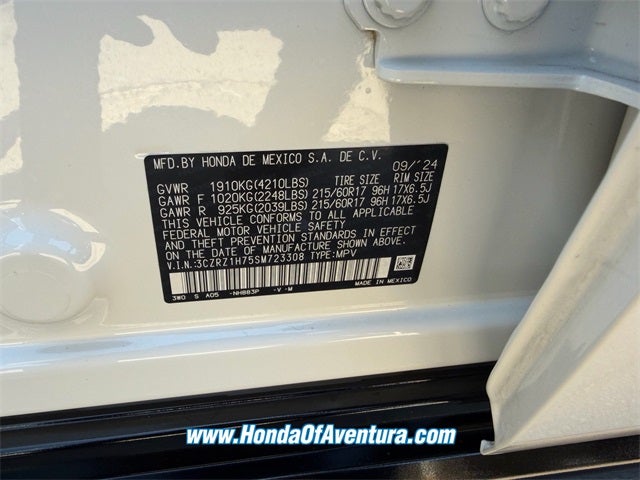 MFD.BY HONDA DE MEXICO S.A. DE C.V. 09/'24
GVWR 1910KG(4210LBS) TIRE SIZE RIM SIZE
GAWR F 1020KG(2248LBS) 215/60R17 96H 17X6.5J
GAWR R 925KG(2039LBS) 215/60R17 96H 17X6.5J
THIS VEHICLE CONFORMS TO ALL APPLICABLE
FEDERAL MOTOR VEHICLE SAFETY
AND THEFT PREVENTION STANDARDS IN EFFECT
ON THE DATE OF MANUFACTURE SHOWN ABOVE.
V.I.N.:3CZRZ1H75SM723308 TYPE:MPV
3W0 S A05 -NH883P -V-M
MADE IN MEXICO
www.HondaOfAventura.com